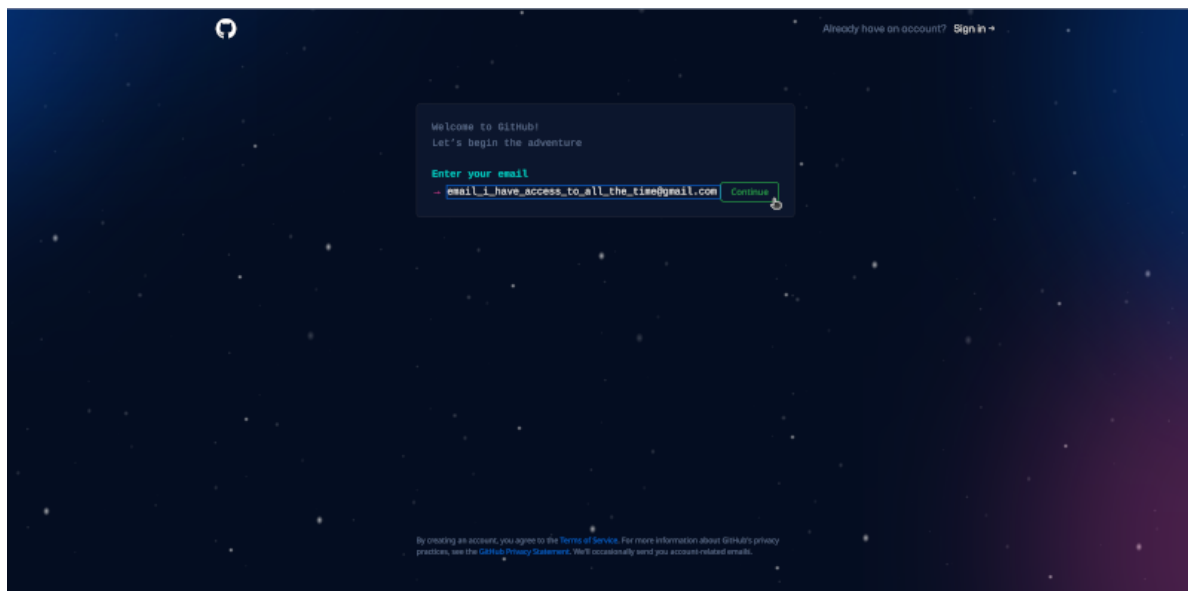 Already have an account? Sign in →
Welcome to GitHub!
Let's begin the adventure
Enter your email
→ email_i_have_access_to_all_the_time@gmail.com Continue
By creating an account, you agree to the Terms of Service. For more information about GitHub's privacy
practices, see the GitHub Privacy Statement. We'll occasionally send you account-related emails.